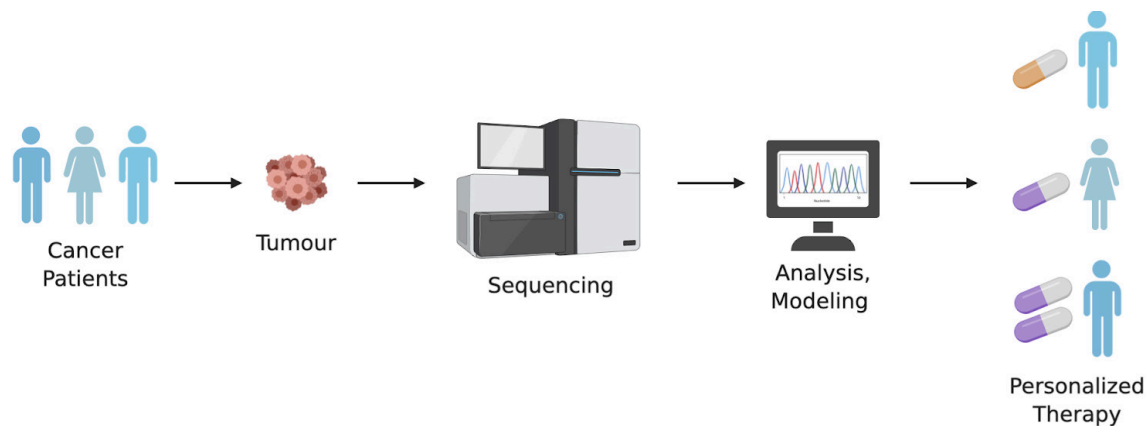 Cancer
Patients
Tumour
Sequencing
Analysis,
Modeling
Personalized
Therapy